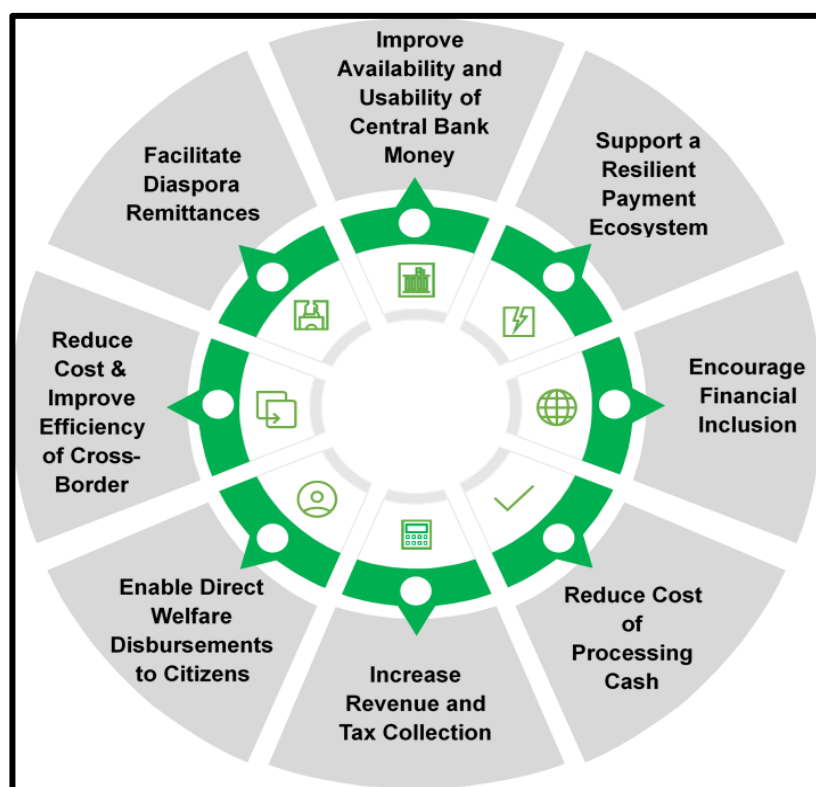 Improve
Availability and
Usability of
Central Bank
Money
Support a
Resilient
Payment
Ecosystem
Encourage
Financial
Inclusion
Reduce Cost
of
Processing
Cash
Increase
Revenue and
Tax Collection
Enable Direct
Welfare
Disbursements
to Citizens
Reduce
Cost &
Improve
Efficiency
of Cross-
Border
Facilitate
Diaspora
Remittances